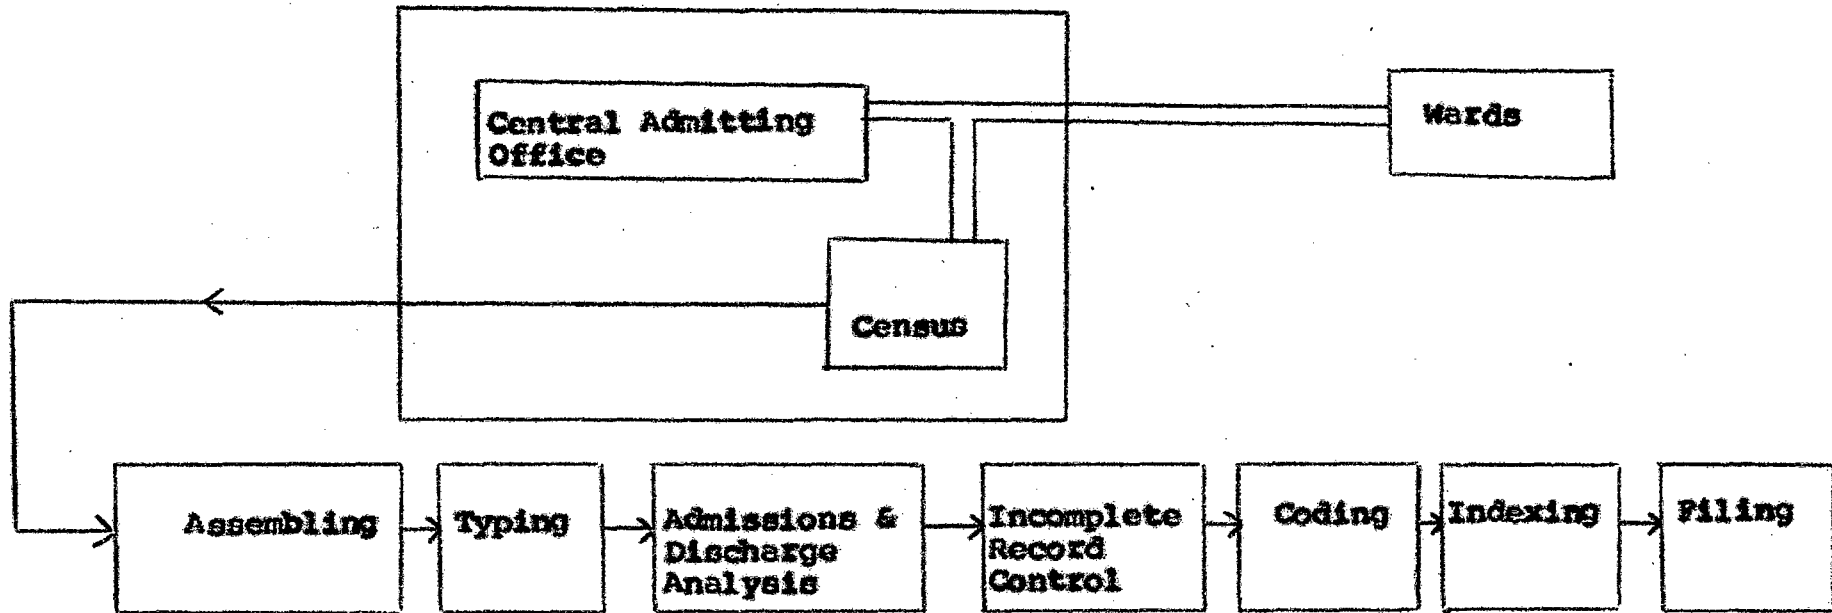 Central Admitting
Office
Wards
Census
Assembling
Typing
Admissions &
Discharge
Analysis
Incomplete
Record
Control
Coding
Indexing
Filing